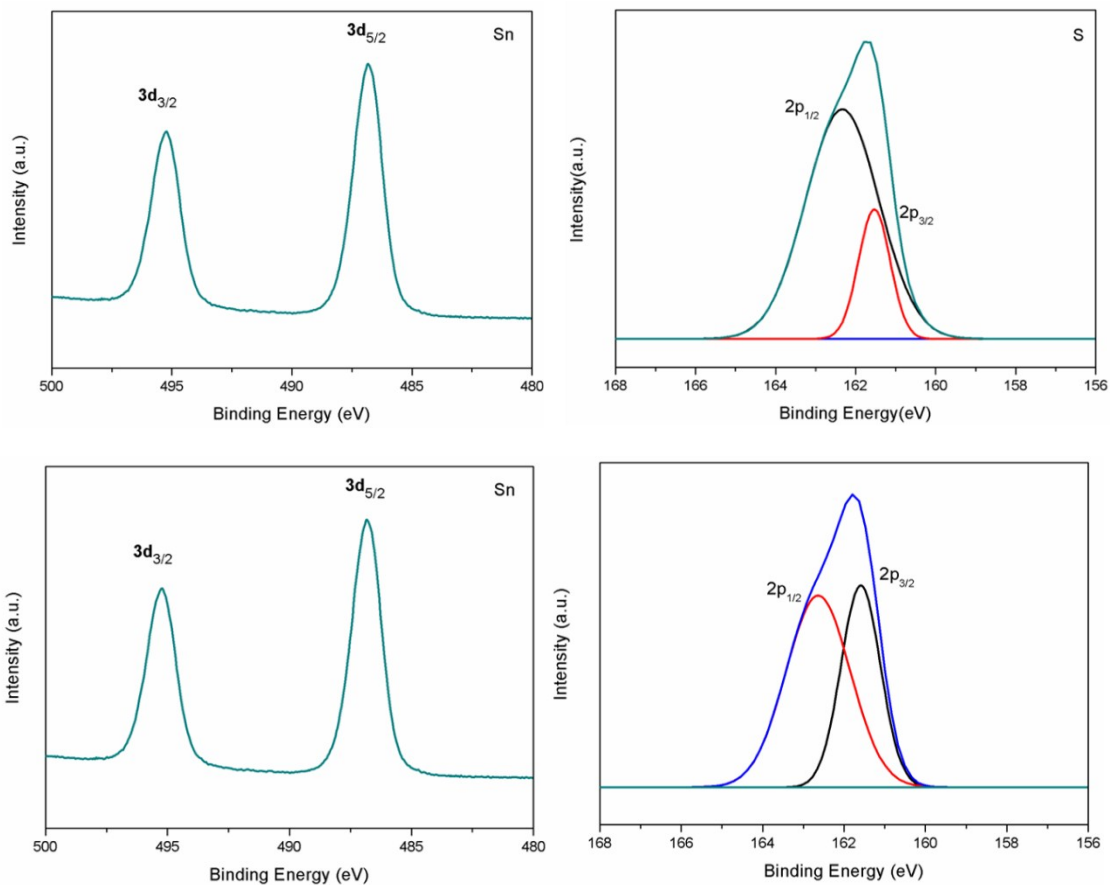 3d5/2
Sn
3d3/2
Intensity (a.u.)
500
495
490
485
480
Binding Energy (eV)
S
2p1/2
2p3/2
Intensity(a.u.)
168
166
164
162
160
158
156
Binding Energy(eV)
3d5/2
Sn
3d3/2
Intensity (a.u.)
500
495
490
485
480
Binding Energy (eV)
2p1/2
2p3/2
Intensity (a.u.)
168
166
164
162
160
158
156
Binding Energy (eV)